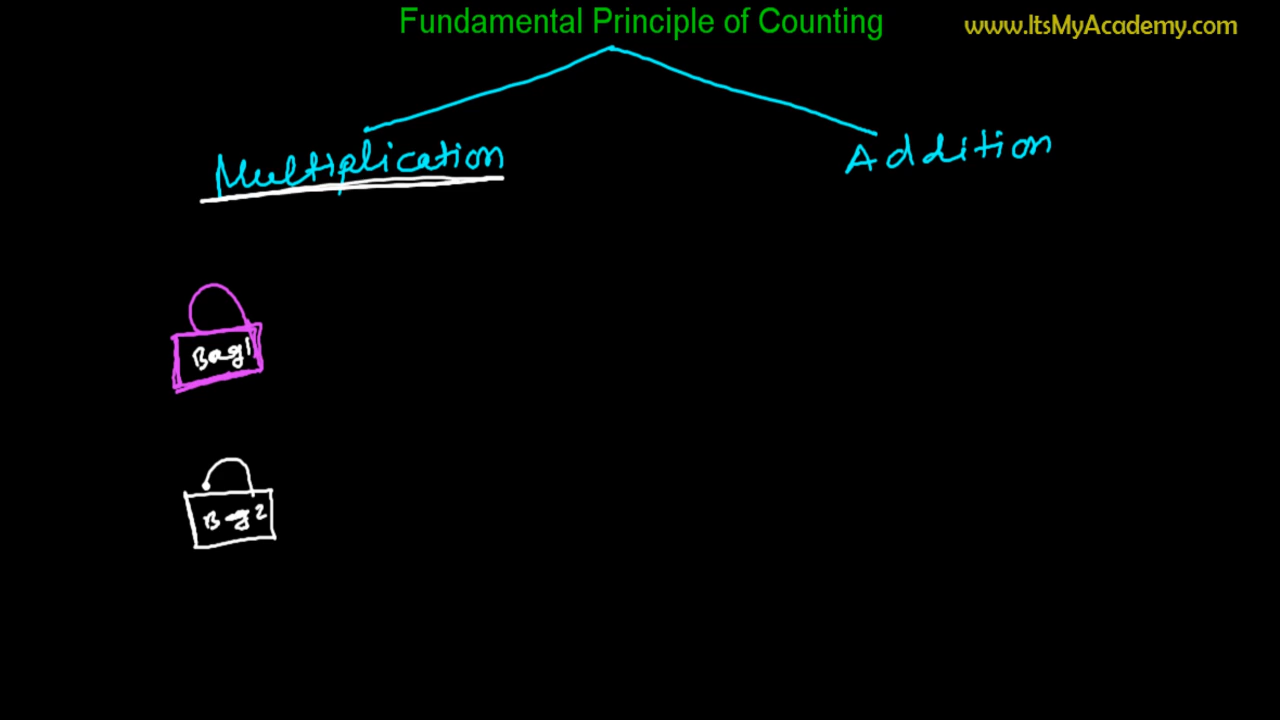 Fundamental Principle of Counting
www.ItsMyAcademy.com
Multiplication
Addition
Bag1
Bag2